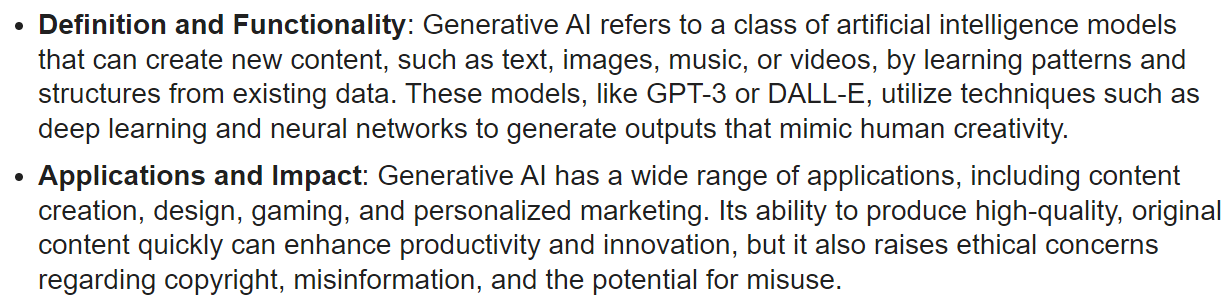 • Definition and Functionality: Generative AI refers to a class of artificial intelligence models
that can create new content, such as text, images, music, or videos, by learning patterns and
structures from existing data. These models, like GPT-3 or DALL-E, utilize techniques such as
deep learning and neural networks to generate outputs that mimic human creativity.
• Applications and Impact: Generative AI has a wide range of applications, including content
creation, design, gaming, and personalized marketing. Its ability to produce high-quality, original
content quickly can enhance productivity and innovation, but it also raises ethical concerns
regarding copyright, misinformation, and the potential for misuse.